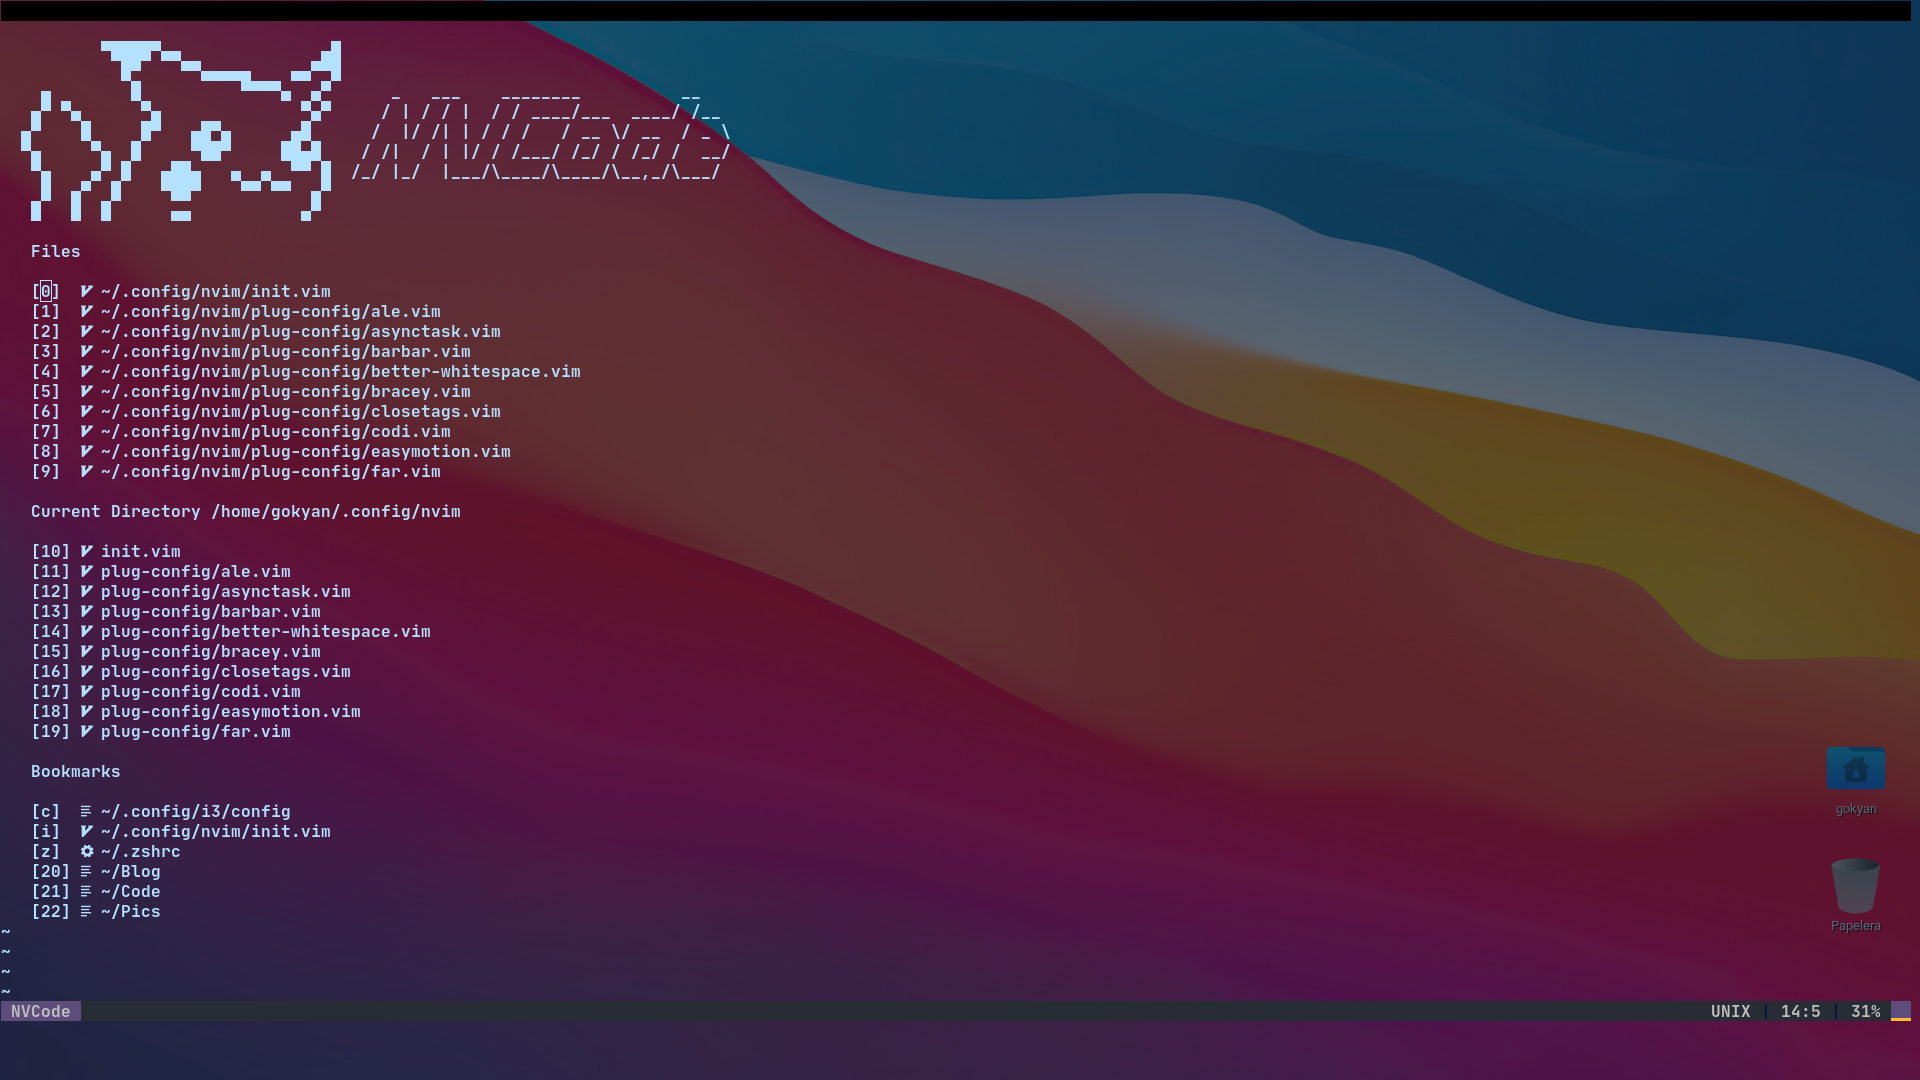 NVCode
Files
[0] ~/.config/nvim/init.vim
[1] ~/.config/nvim/plug-config/ale.vim
[2] ~/.config/nvim/plug-config/asynctask.vim
[3] ~/.config/nvim/plug-config/barbar.vim
[4] ~/.config/nvim/plug-config/better-whitespace.vim
[5] ~/.config/nvim/plug-config/bracey.vim
[6] ~/.config/nvim/plug-config/closetags.vim
[7] ~/.config/nvim/plug-config/codi.vim
[8] ~/.config/nvim/plug-config/easymotion.vim
[9] ~/.config/nvim/plug-config/far.vim
Current Directory /home/gokyan/.config/nvim
[10] init.vim
[11] plug-config/ale.vim
[12] plug-config/asynctask.vim
[13] plug-config/barbar.vim
[14] plug-config/better-whitespace.vim
[15] plug-config/bracey.vim
[16] plug-config/closetags.vim
[17] plug-config/codi.vim
[18] plug-config/easymotion.vim
[19] plug-config/far.vim
Bookmarks
[c] ~/.config/i3/config
[i] ~/.config/nvim/init.vim
[z] ~/.zshrc
[20] ~/Blog
[21] ~/Code
[22] ~/Pics
~
~
~
~
gokyan
Papelera
NVCode UNIX | 14:5 | 31%